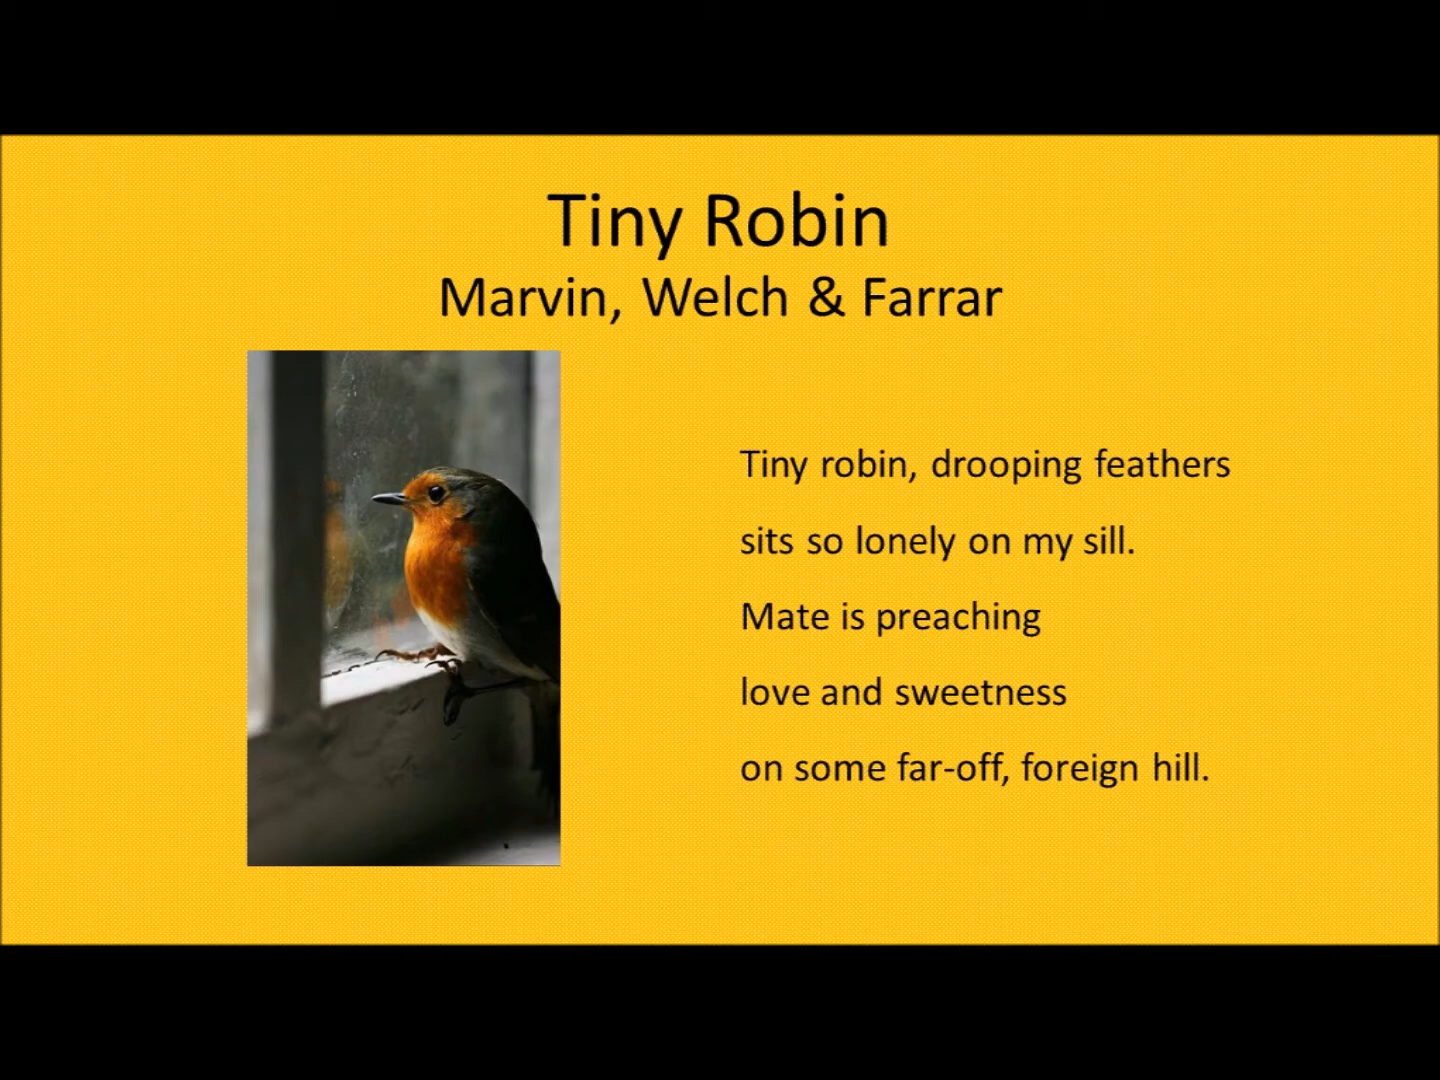 Tiny Robin
Marvin, Welch & Farrar
Tiny robin, drooping feathers
sits so lonely on my sill.
Mate is preaching
love and sweetness
on some far-off, foreign hill.